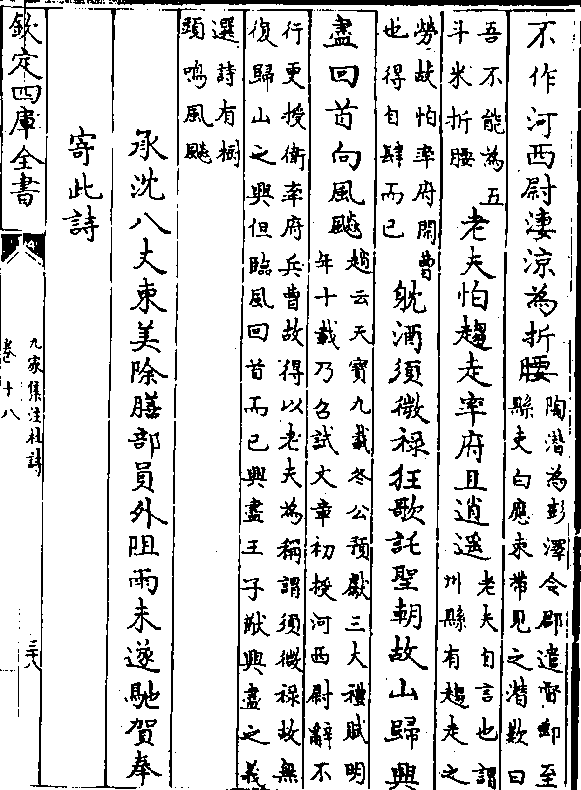 不作河西尉淒涼為折腰
陶潛為彭澤令郡遣督郵至
縣吏白應束帶見之潛歎曰
吾不能為五
斗米折腰
老夫怕趨走率府且逍遙
老夫自言也謂
州縣有趨走之
勞故怕率府閒曹
也得自肆而已
躭酒須微祿狂歌託聖朝故山歸興
盡回首向風飈
趙云天寶九載冬公預獻三大禮賦明
年十載乃召試文章初授河西尉辭不
行更授衛率府兵曹故得以老夫為稱謂須微祿故無
復歸山之興但臨風回首而已興盡王子猷興盡之義
選詩有樹
頭鳴風飈
承沈八丈東美除膳部員外阻雨未遂馳賀奉
寄此詩
欽定四庫全書
九家集注杜詩
卷十八
三十八